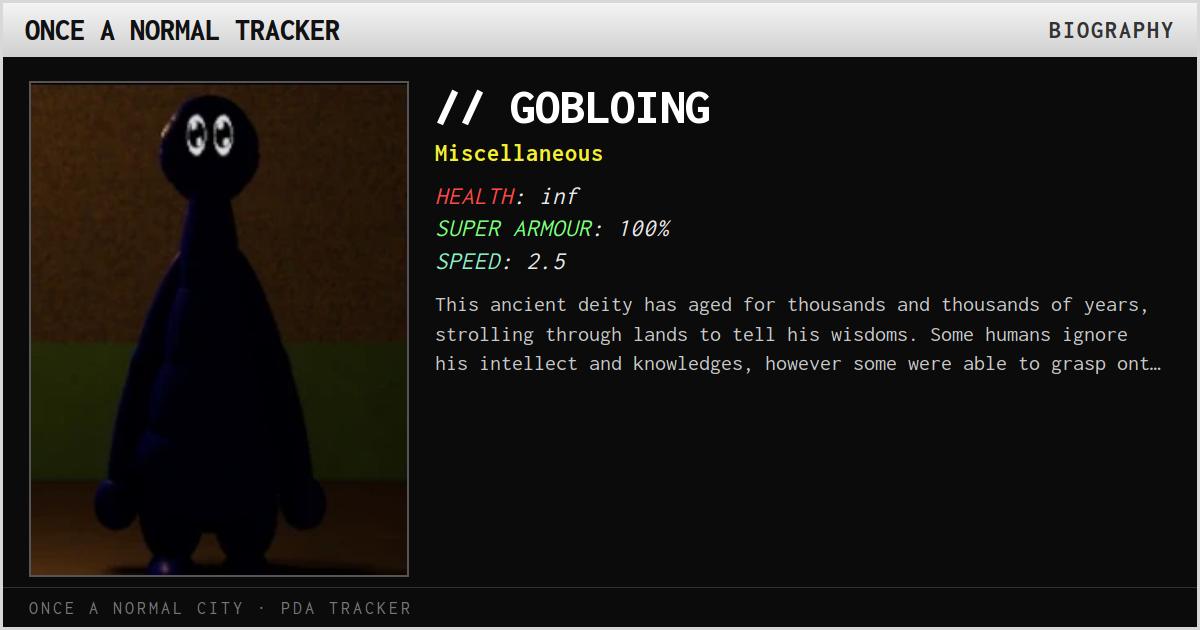 ONCE A NORMAL TRACKER
BIOGRAPHY
// GOBLOING
Miscellaneous
HEALTH: inf
SUPER ARMOUR: 100%
SPEED: 2.5
This ancient deity has aged for thousands and thousands of years,
strolling through lands to tell his wisdoms. Some humans ignore
his intellect and knowledges, however some were able to grasp ont…
ONCE A NORMAL CITY · PDA TRACKER